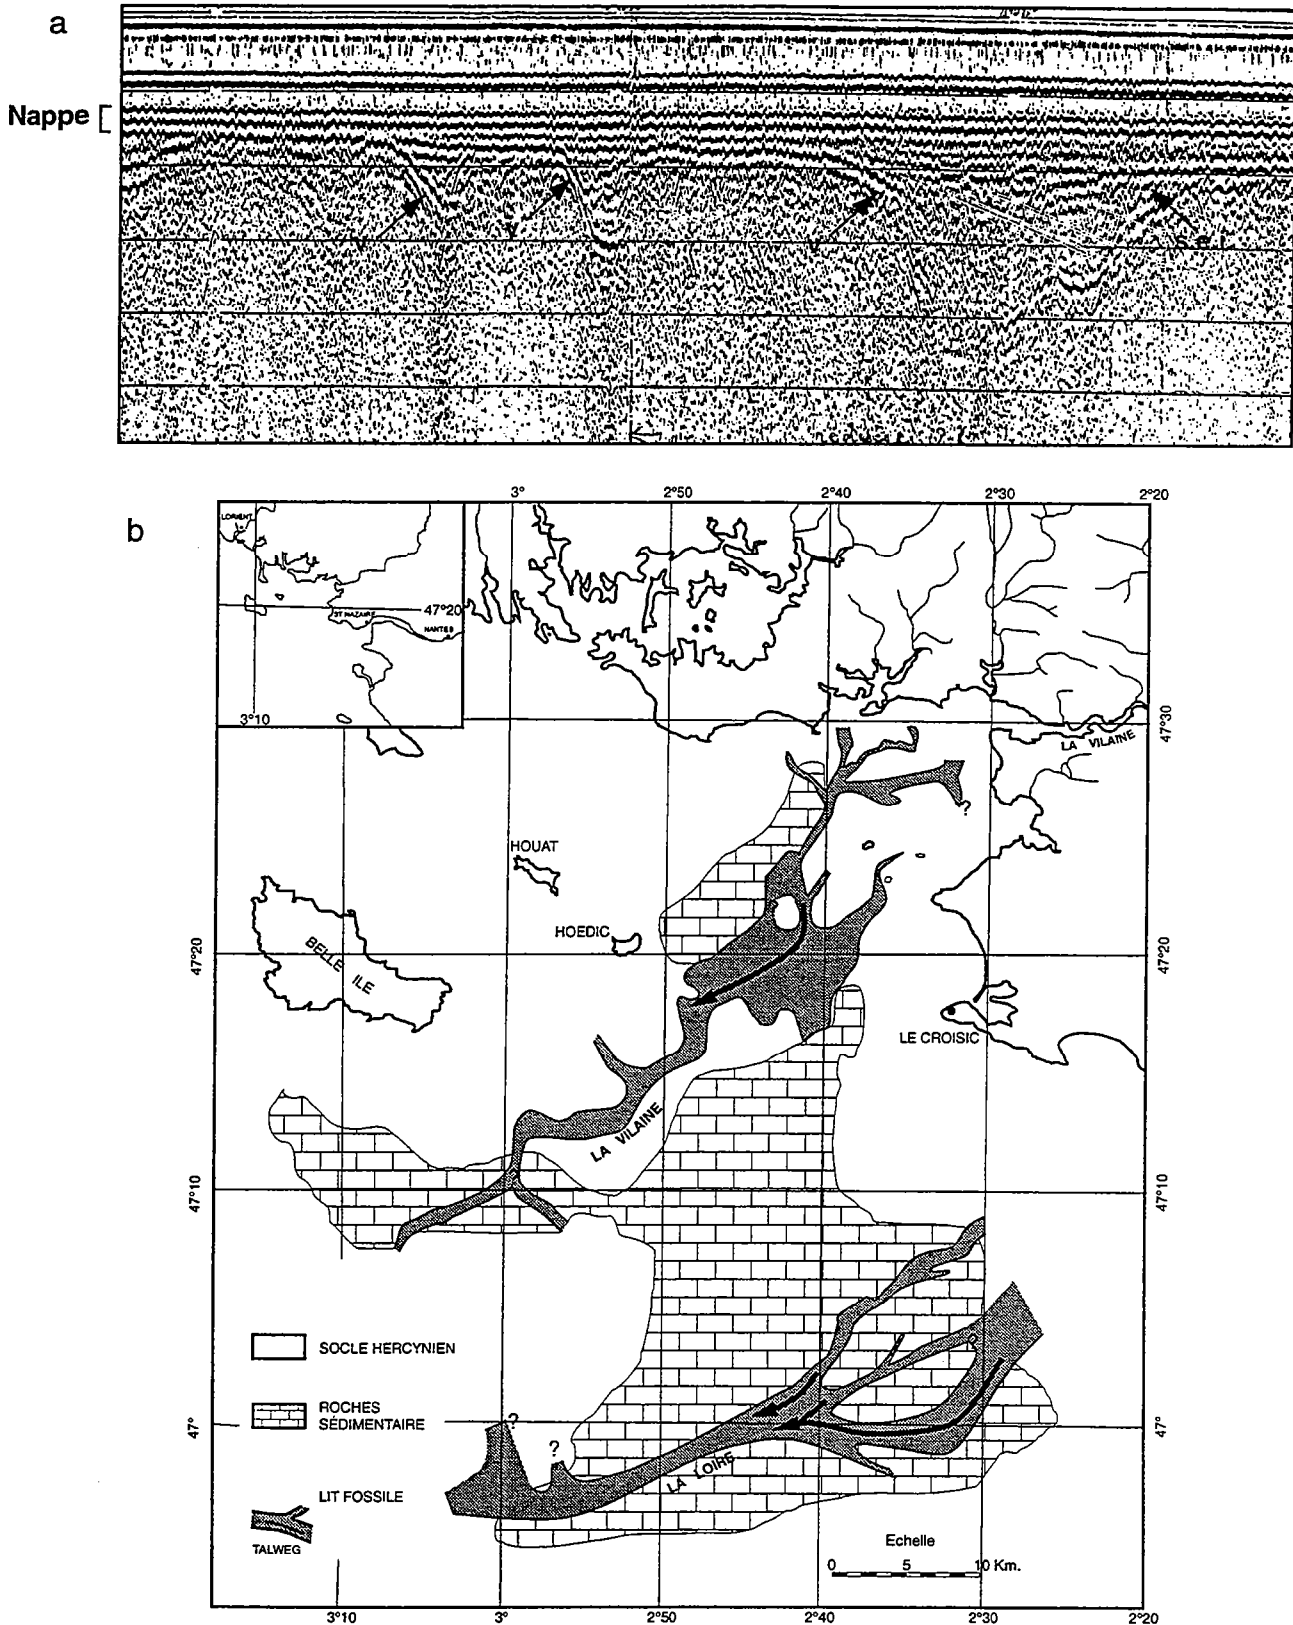 a
Nappe
V
V
V
S.E.L
b
3°
2°50
2°40
2°30
2°20
LORIENT
47°20
ST NAZAIRE
NANTES
3°10
47°30
LA VILAINE
?
HOUAT
HOEDIC
BELLE ILE
47°20
47°20
LE CROISIC
LA VILAINE
47°10
47°10
SOCLE HERCYNIEN
ROCHES
SÉDIMENTAIRE
47°
?
?
47°
LA LOIRE
LIT FOSSILE
TALWEG
Echelle
0 5 10 Km.
3°10
3°
2°50
2°40
2°30
2°20